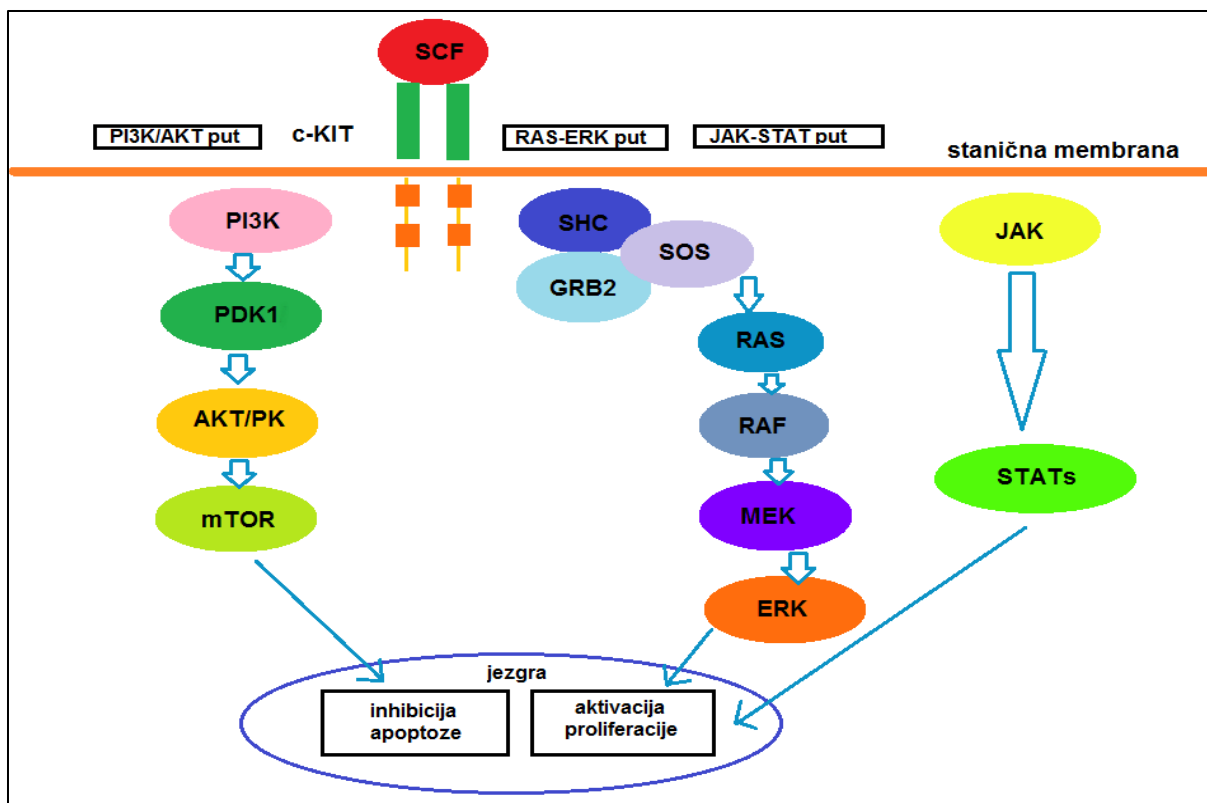 SCF
PI3K/AKT put
c-KIT
RAS-ERK put
JAK-STAT put
stanična membrana
PI3K
SHC
SOS
JAK
GRB2
PDK1
RAS
AKT/PK
RAF
STATs
mTOR
MEK
ERK
jezgra
inhibicija
apoptoze
aktivacija
proliferacije